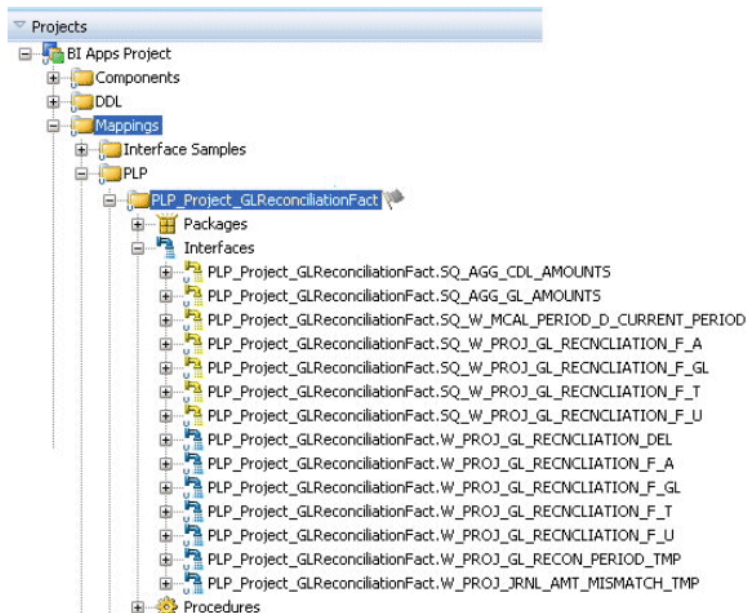 Projects
BI Apps Project
Components
DDL
Mappings
Interface Samples
PLP
PLP_Project_GLReconciliationFact
Packages
Interfaces
PLP_Project_GLReconciliationFact.SQ_AGG_CDL_AMOUNTS
PLP_Project_GLReconciliationFact.SQ_AGG_GL_AMOUNTS
PLP_Project_GLReconciliationFact.SQ_W_MCAL_PERIOD_D_CURRENT_PERIOD
PLP_Project_GLReconciliationFact.SQ_W_PROJ_GL_RECNCLIATION_F_A
PLP_Project_GLReconciliationFact.SQ_W_PROJ_GL_RECNCLIATION_F_GL
PLP_Project_GLReconciliationFact.SQ_W_PROJ_GL_RECNCLIATION_F_T
PLP_Project_GLReconciliationFact.SQ_W_PROJ_GL_RECNCLIATION_F_U
PLP_Project_GLReconciliationFact.W_PROJ_GL_RECNCLIATION_DEL
PLP_Project_GLReconciliationFact.W_PROJ_GL_RECNCLIATION_F_A
PLP_Project_GLReconciliationFact.W_PROJ_GL_RECNCLIATION_F_GL
PLP_Project_GLReconciliationFact.W_PROJ_GL_RECNCLIATION_F_T
PLP_Project_GLReconciliationFact.W_PROJ_GL_RECNCLIATION_F_U
PLP_Project_GLReconciliationFact.W_PROJ_GL_RECON_PERIOD_TMP
PLP_Project_GLReconciliationFact.W_PROJ_JRNL_AMT_MISMATCH_TMP
Procedures